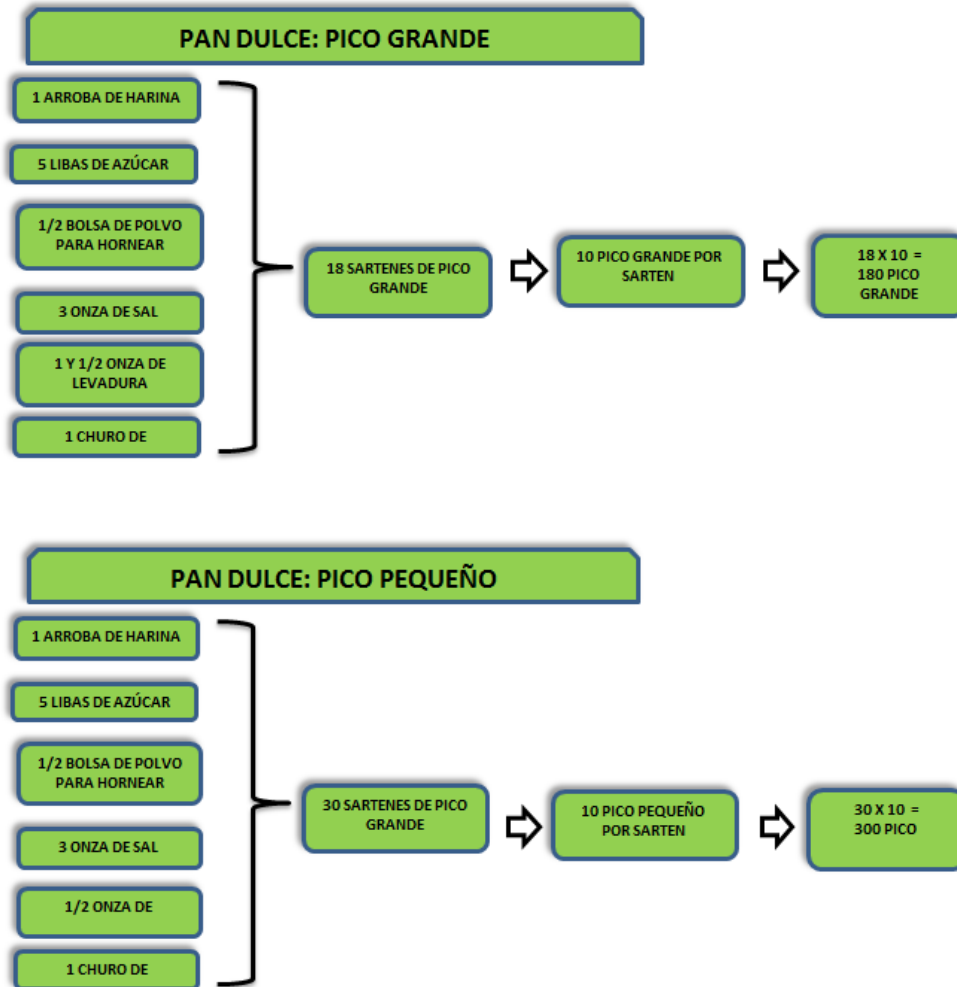 PAN DULCE: PICO GRANDE
1 ARROBA DE HARINA
5 LIBAS DE AZÚCAR
1/2 BOLSA DE POLVO
PARA HORNEAR
3 ONZA DE SAL
1 Y 1/2 ONZA DE
LEVADURA
1 CHURO DE
18 SARTENES DE PICO
GRANDE
10 PICO GRANDE POR
SARTEN
18 X 10 =
180 PICO
GRANDE
PAN DULCE: PICO PEQUEÑO
1 ARROBA DE HARINA
5 LIBAS DE AZÚCAR
1/2 BOLSA DE POLVO
PARA HORNEAR
3 ONZA DE SAL
1/2 ONZA DE
1 CHURO DE
30 SARTENES DE PICO
GRANDE
10 PICO PEQUEÑO
POR SARTEN
30 X 10 =
300 PICO